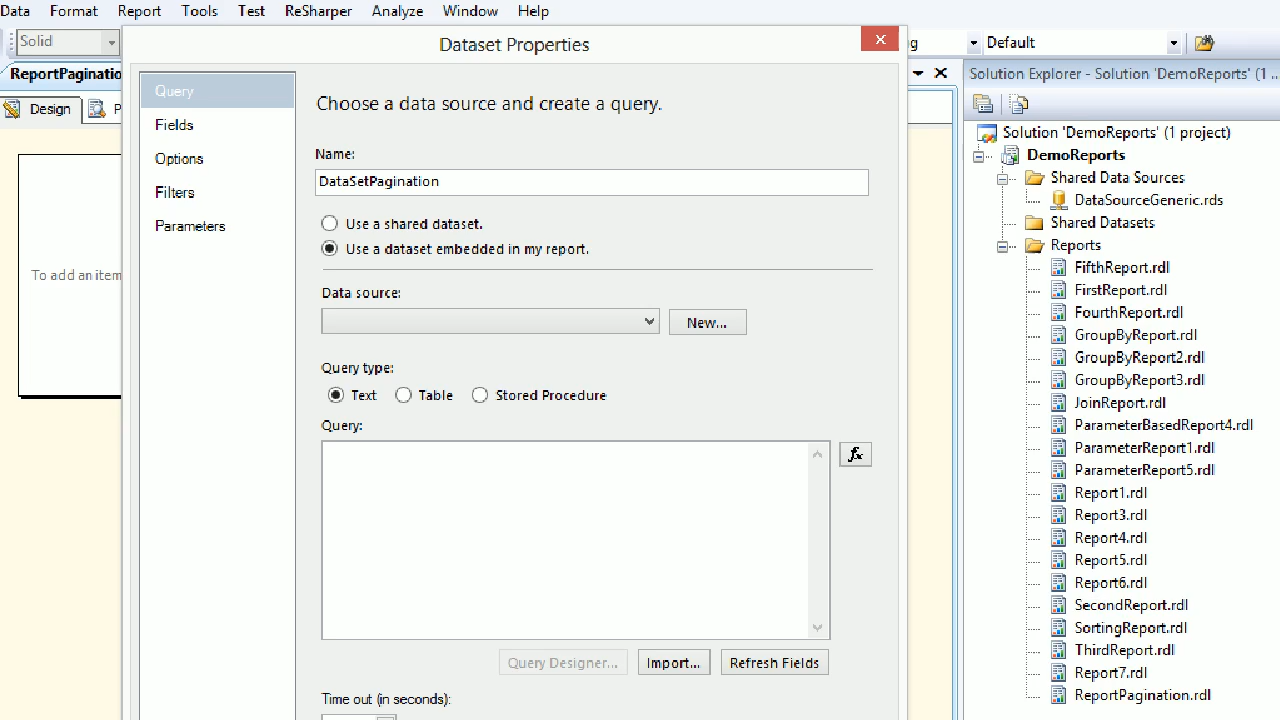 Data Format Report Tools Test ReSharper Analyze Window Help
Solid
Default
ReportPaginatio
Design
P
To add an item
Dataset Properties
Query
Fields
Options
Filters
Parameters
Choose a data source and create a query.
Name:
DataSetPagination
Use a shared dataset.
Use a dataset embedded in my report.
Data source:
New...
Query type:
Text Table Stored Procedure
Query:
fx
Query Designer... Import... Refresh Fields
Time out (in seconds):
g
Solution Explorer - Solution 'DemoReports' (1 ...
Solution 'DemoReports' (1 project)
DemoReports
Shared Data Sources
DataSourceGeneric.rds
Shared Datasets
Reports
FifthReport.rdl
FirstReport.rdl
FourthReport.rdl
GroupByReport.rdl
GroupByReport2.rdl
GroupByReport3.rdl
JoinReport.rdl
ParameterBasedReport4.rdl
ParameterReport1.rdl
ParameterReport5.rdl
Report1.rdl
Report3.rdl
Report4.rdl
Report5.rdl
Report6.rdl
SecondReport.rdl
SortingReport.rdl
ThirdReport.rdl
Report7.rdl
ReportPagination.rdl